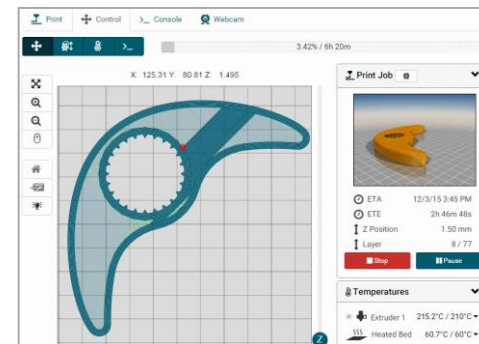 Print Control >_ Console Webcam
3.42% / 6h 20m
X: 125.31 Y: 80.81 Z: 1.495
Print Job
ETA 12/3/15 3:45 PM
ETE 2h 46m 48s
Z Position 1.50 mm
Layer 8 / 77
Stop Pause
Temperatures
Extruder 1 215.2°C / 210°C
Heated Bed 60.7°C / 60°C
Z